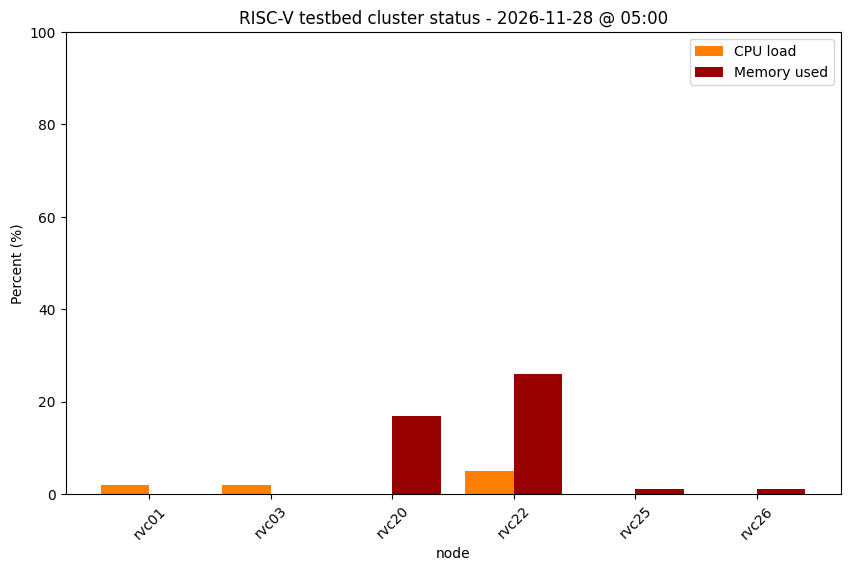 RISC-V testbed cluster status - 2026-11-28 @ 05:00
CPU load
Memory used
Percent (%)
100
80
60
40
20
0
rvc01
rvc03
rvc20
rvc22
rvc25
rvc26
node